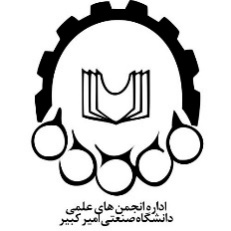 اداره انجمن های علمی
دانشگاه صنعتی امیرکبیر